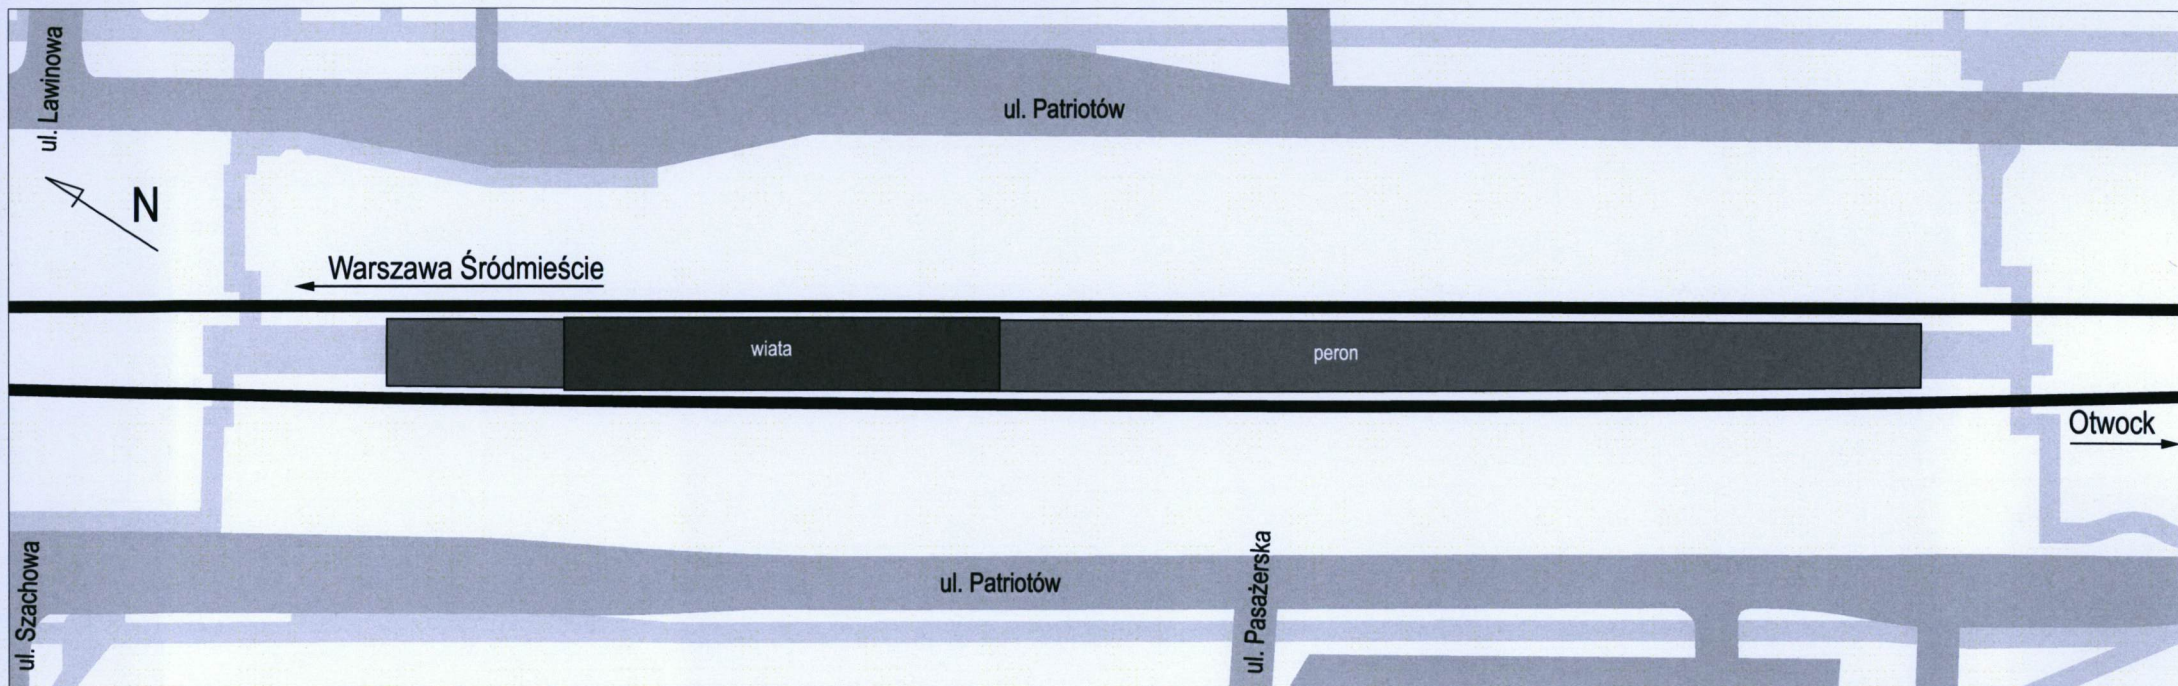 ul. Lawinowa
ul. Patriotów
N
Warszawa Śródmieście
wiata
peron
Otwock
ul. Szachowa
ul. Patriotów
ul. Pasażerska